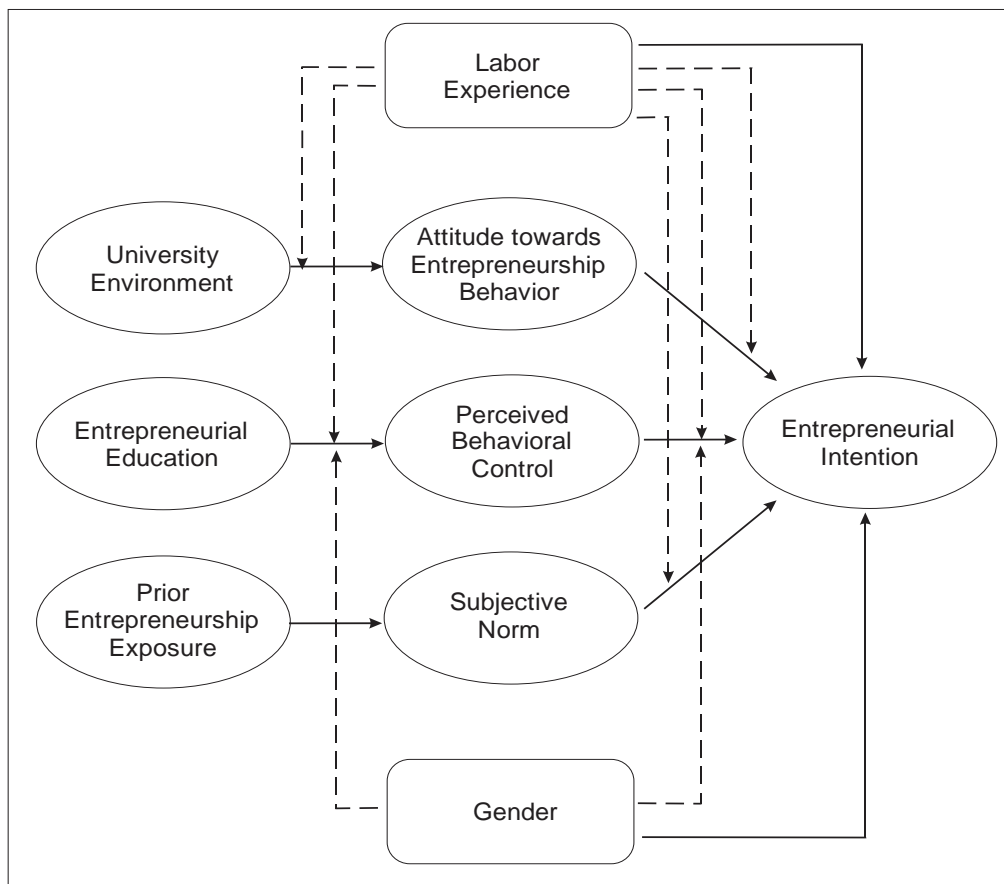 Labor
Experience
University
Environment
Attitude towards
Entrepreneurship
Behavior
Entrepreneurial
Education
Perceived
Behavioral
Control
Entrepreneurial
Intention
Prior
Entrepreneurship
Exposure
Subjective
Norm
Gender